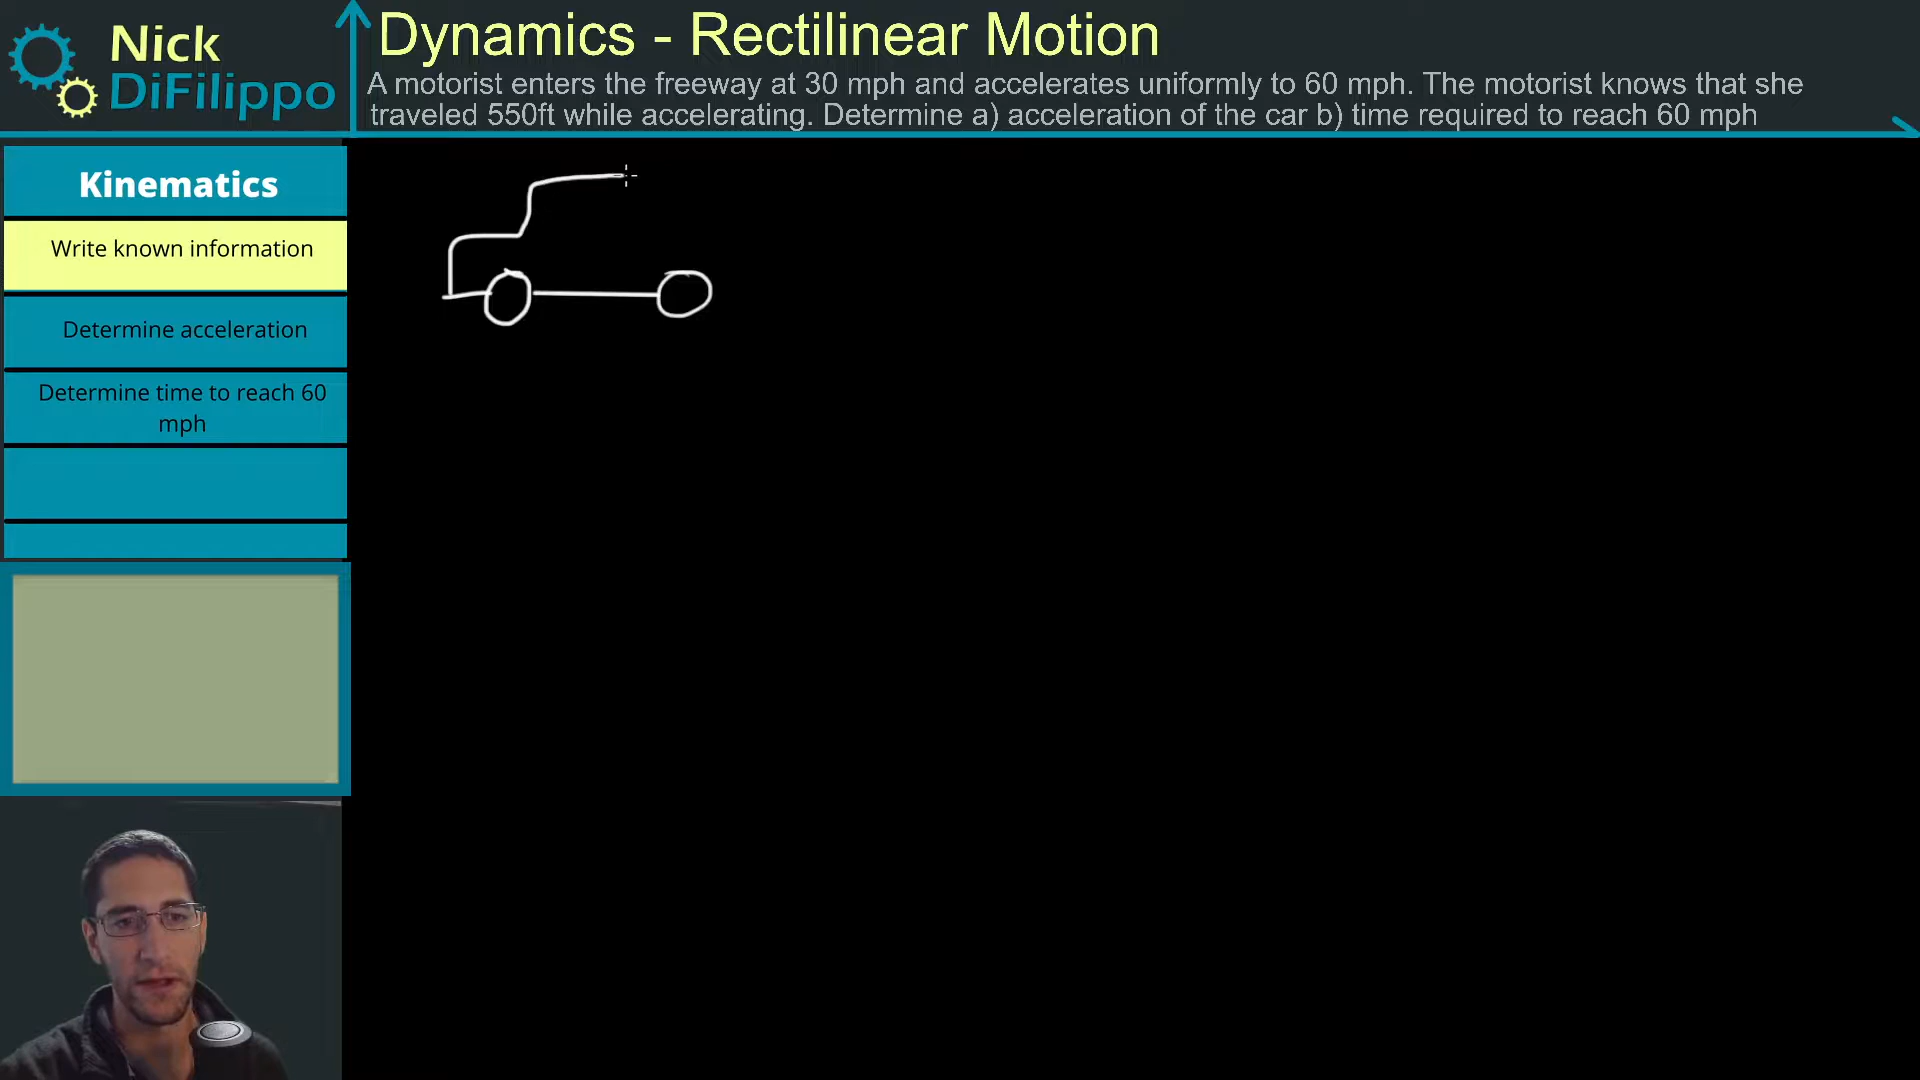 Nick
DiFilippo
Dynamics - Rectilinear Motion
A motorist enters the freeway at 30 mph and accelerates uniformly to 60 mph. The motorist knows that she
traveled 550ft while accelerating. Determine a) acceleration of the car b) time required to reach 60 mph
Kinematics
Write known information
Determine acceleration
Determine time to reach 60
mph